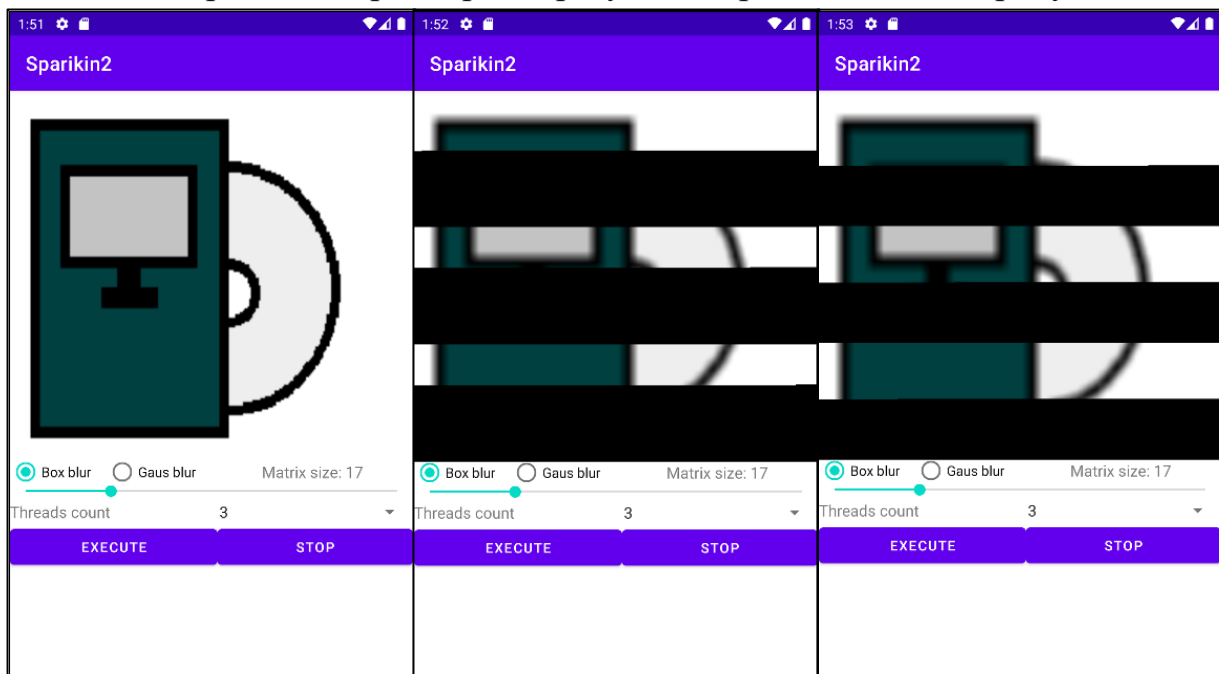 1:51
Sparikin2
Box blur Gaus blur Matrix size: 17
Threads count 3
EXECUTE STOP
1:52
Sparikin2
Box blur Gaus blur Matrix size: 17
Threads count 3
EXECUTE STOP
1:53
Sparikin2
Box blur Gaus blur Matrix size: 17
Threads count 3
EXECUTE STOP